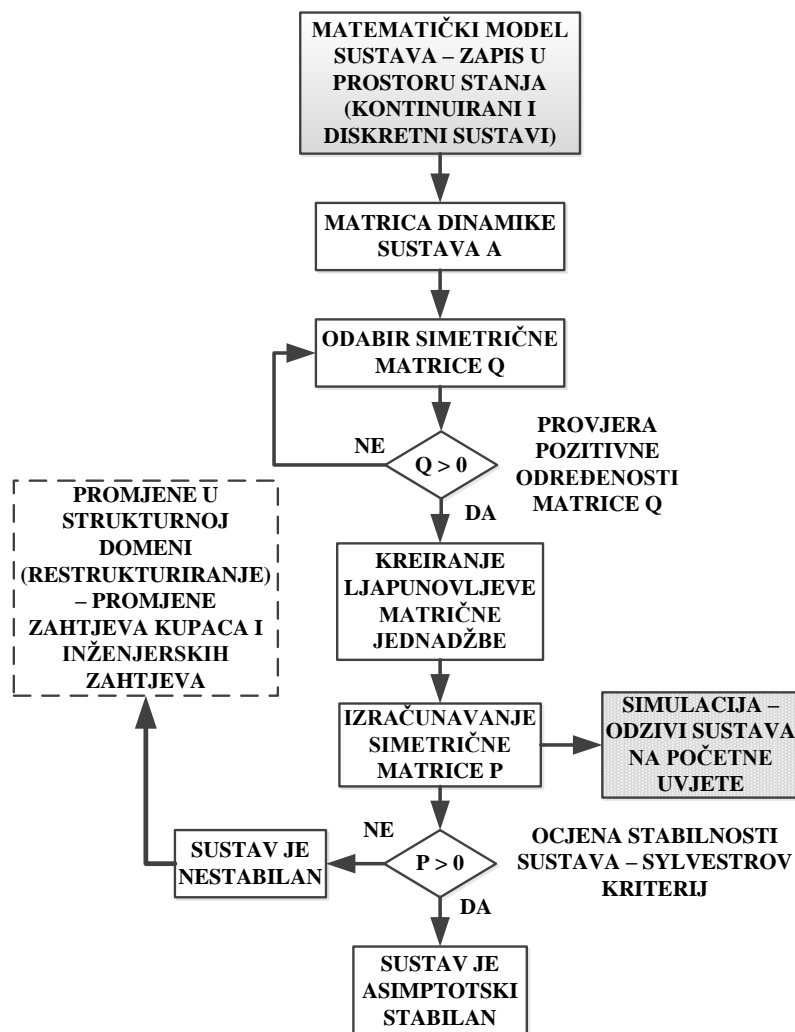 MATEMATIČKI MODEL
SUSTAVA – ZAPIS U
PROSTORU STANJA
(KONTINUIRANI I
DISKRETNI SUSTAVI)
MATRICA DINAMIKE
SUSTAVA A
ODABIR SIMETRIČNE
MATRICE Q
NE
Q > 0
PROVJERA
POZITIVNE
ODREĐENOSTI
MATRICE Q
DA
PROMJENE U
STRUKTURNOJ
DOMENI
(RESTRUKTURIRANJE)
– PROMJENE
ZAHTJEVA KUPACA I
INŽENJERSKIH
ZAHTJEVA
KREIRANJE
LJAPUNOVLJEVE
MATRIČNE
JEDNADŽBE
IZRAČUNAVANJE
SIMETRIČNE
MATRICE P
SIMULACIJA –
ODZIVI SUSTAVA
NA POČETNE
UVJETE
NE
SUSTAV JE
NESTABILAN
P > 0
OCJENA STABILNOSTI
SUSTAVA – SYLVESTROV
KRITERIJ
DA
SUSTAV JE
ASIMPTOTSKI
STABILAN